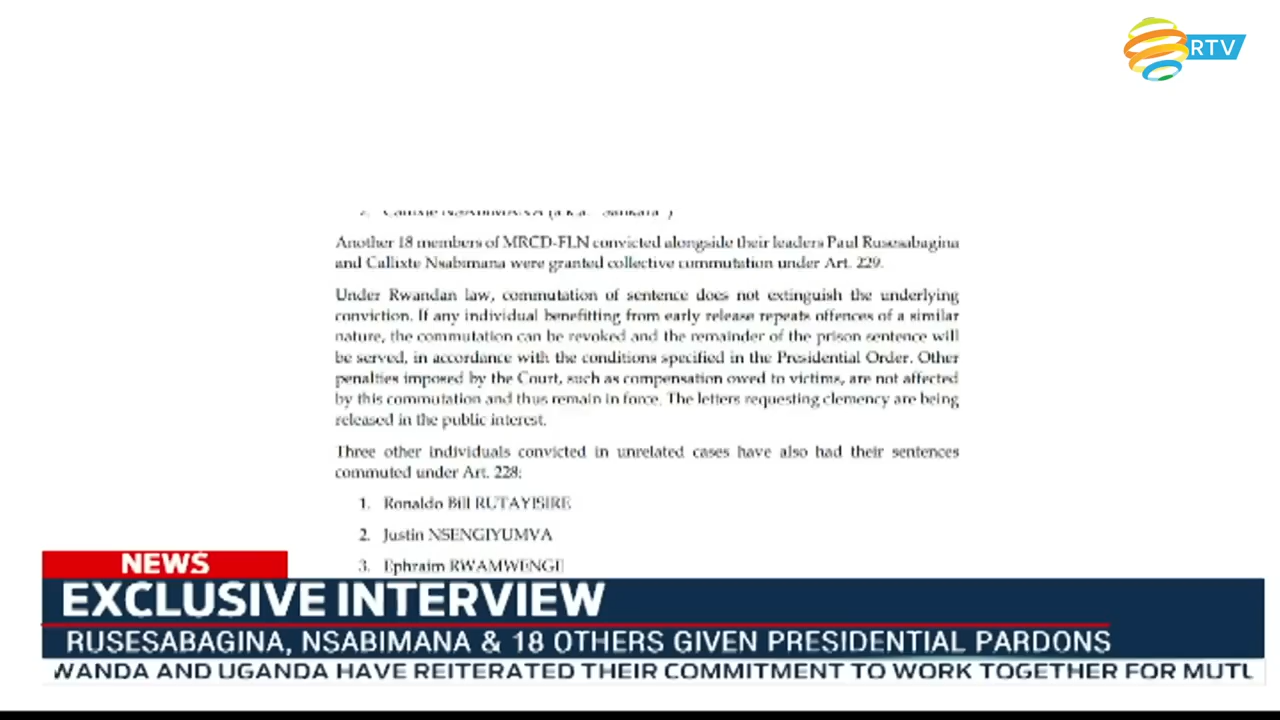 RTV
2. Callixte NSABIMANA (a.k.a. "Sankara")
Another 18 members of MRCD-FLN convicted alongside their leaders Paul Rusesabagina
and Callixte Nsabimana were granted collective commutation under Art. 229.
Under Rwandan law, commutation of sentence does not extinguish the underlying
conviction. If any individual benefitting from early release repeats offences of a similar
nature, the commutation can be revoked and the remainder of the prison sentence will
be served, in accordance with the conditions specified in the Presidential Order. Other
penalties imposed by the Court, such as compensation owed to victims, are not affected
by this commutation and thus remain in force. The letters requesting clemency are being
released in the public interest.
Three other individuals convicted in unrelated cases have also had their sentences
commuted under Art. 228:
1. Ronaldo Bill RUTAYISIRE
2. Justin NSENGIYUMVA
3. Ephraim RWAMWENGE
NEWS
EXCLUSIVE INTERVIEW
RUSESABAGINA, NSABIMANA & 18 OTHERS GIVEN PRESIDENTIAL PARDONS
WANDA AND UGANDA HAVE REITERATED THEIR COMMITMENT TO WORK TOGETHER FOR MUTU